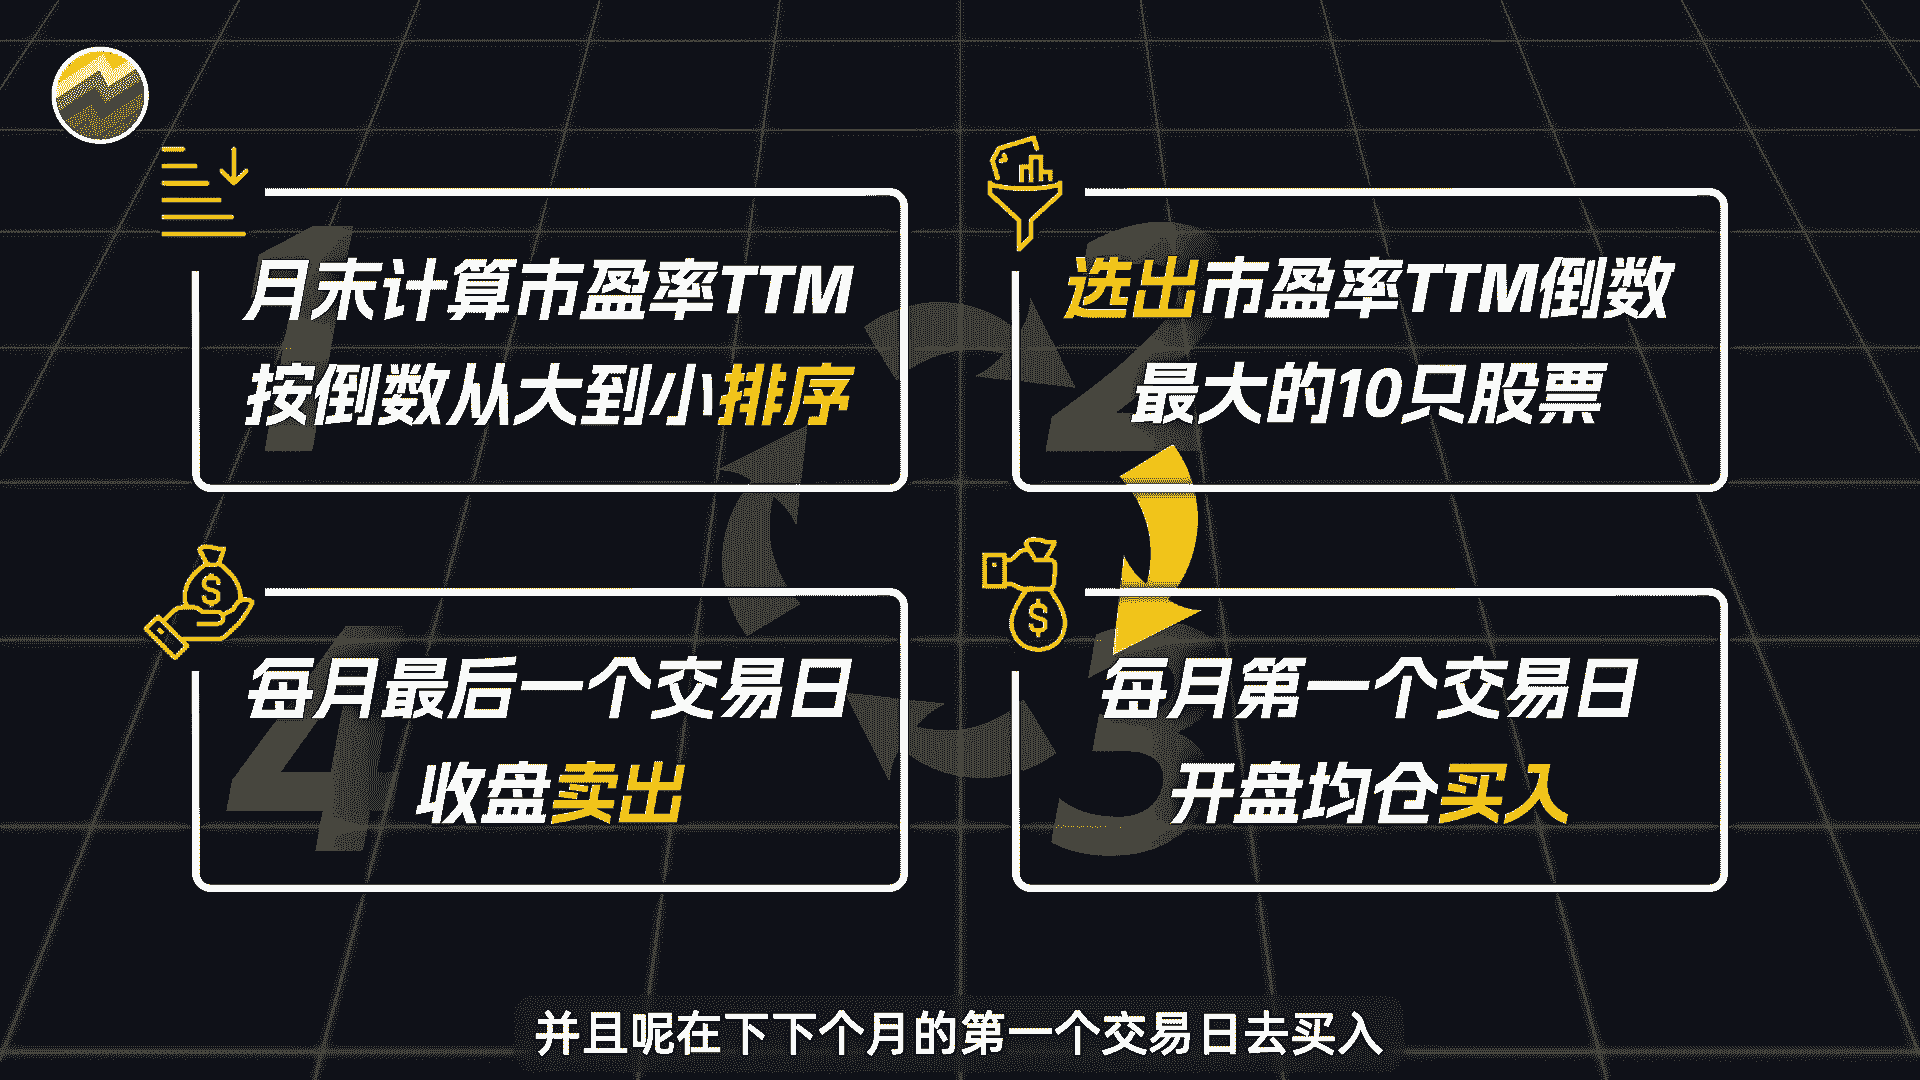 1
月末计算市盈率TTM
按倒数从大到小排序
2
选出市盈率TTM倒数
最大的10只股票
3
每月第一个交易日
开盘均仓买入
4
每月最后一个交易日
收盘卖出
并且呢在下下个月的第一个交易日去买入